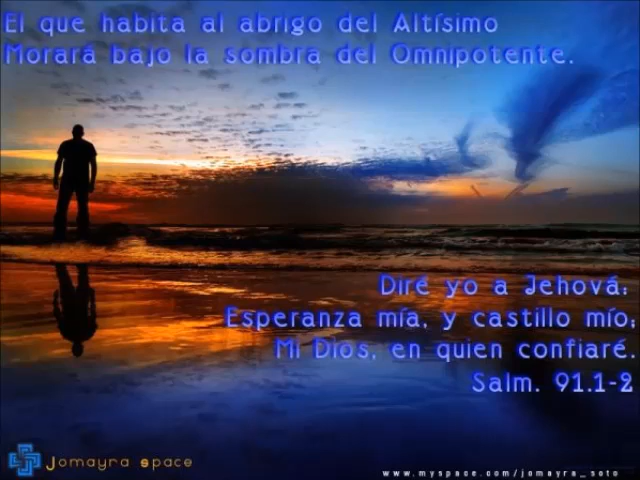 El que habita al abrigo del Altísimo
Morará bajo la sombra del Omnipotente.
Diré yo a Jehová:
Esperanza mía, y castillo mío;
Mi Dios, en quien confiaré.
Salm. 91.1-2
Jomayra space
www.myspace.com/jomayra_soto